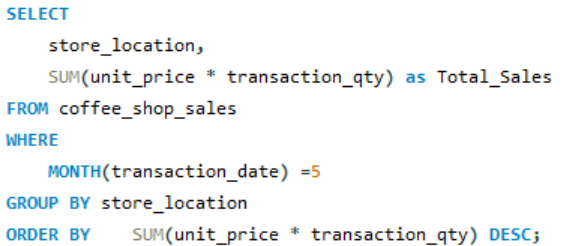 SELECT
    store_location,
    SUM(unit_price * transaction_qty) as Total_Sales
FROM coffee_shop_sales
WHERE
    MONTH(transaction_date) =5
GROUP BY store_location
ORDER BY    SUM(unit_price * transaction_qty) DESC;